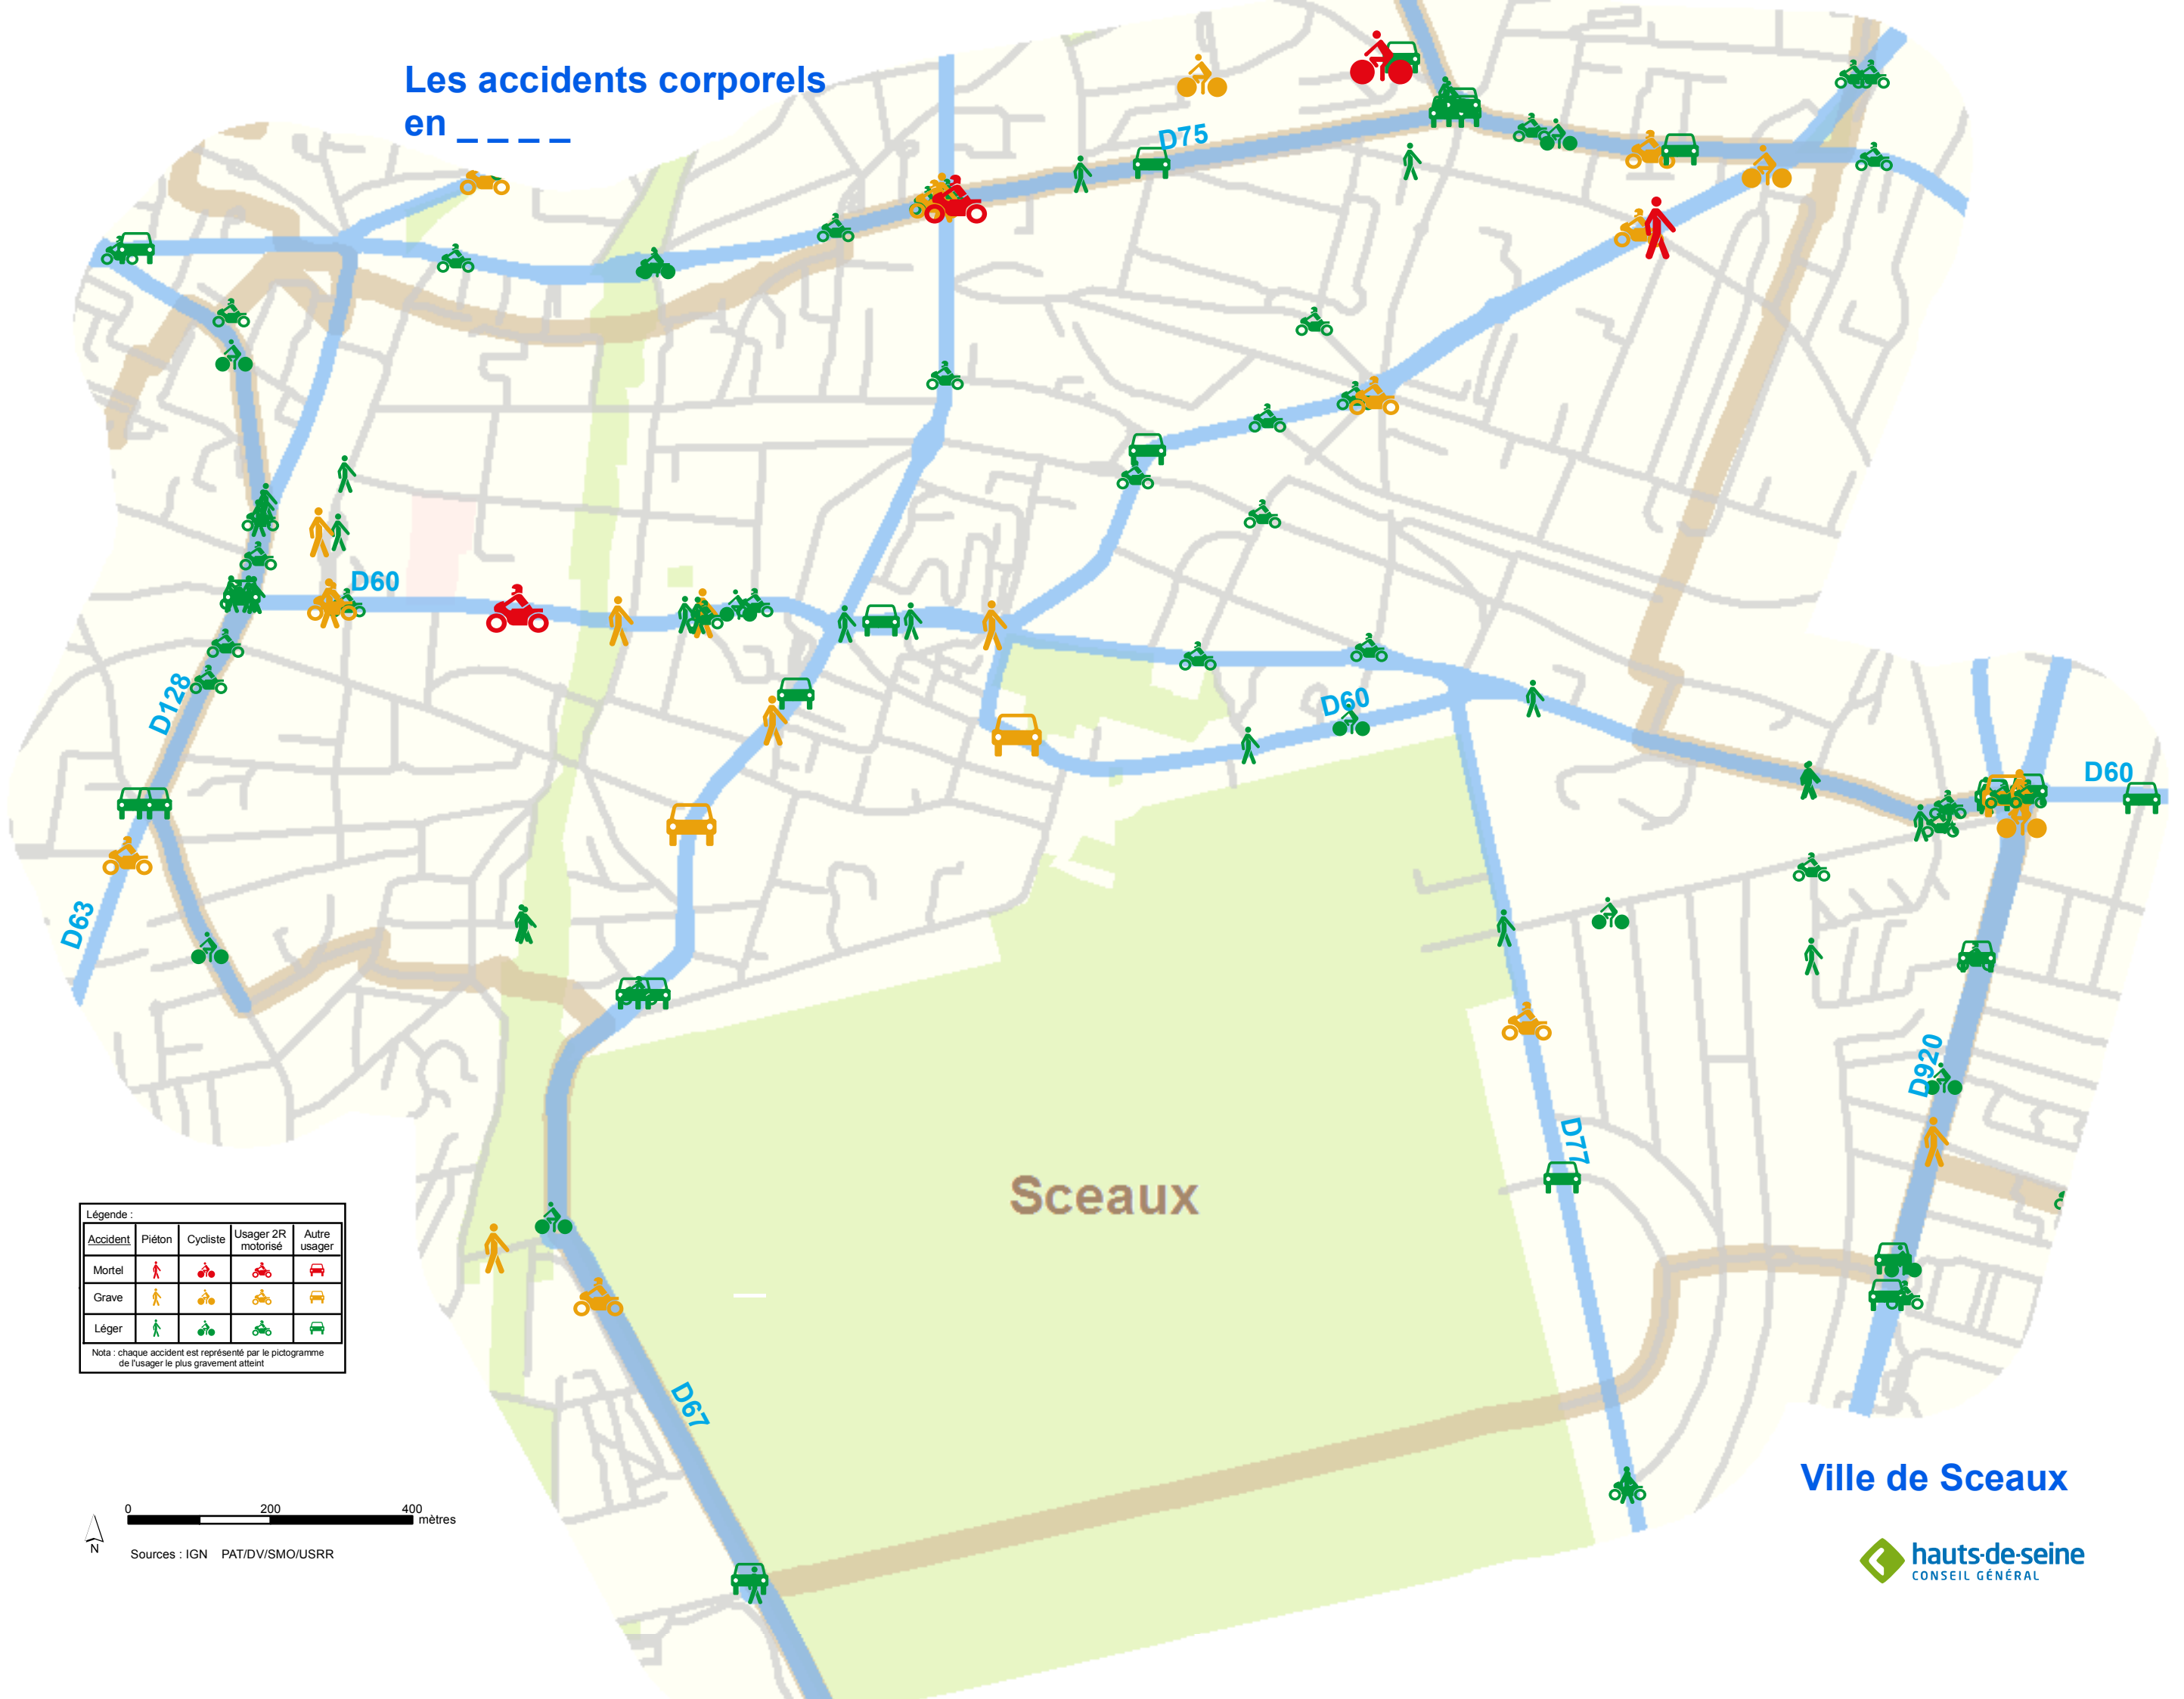 Les accidents corporels
en _ _ _ _
D75
D60
D128
D60
D60
D63
D920
D77
Sceaux
D67
Légende :
Accident Piéton Cycliste Usager 2R motorisé Autre usager
Mortel
Grave
Léger
Nota : chaque accident est représenté par le pictogramme
de l'usager le plus gravement atteint
Ville de Sceaux
0 200 400
mètres
N
Sources : IGN PAT/DV/SMO/USRR
hauts-de-seine
CONSEIL GÉNÉRAL